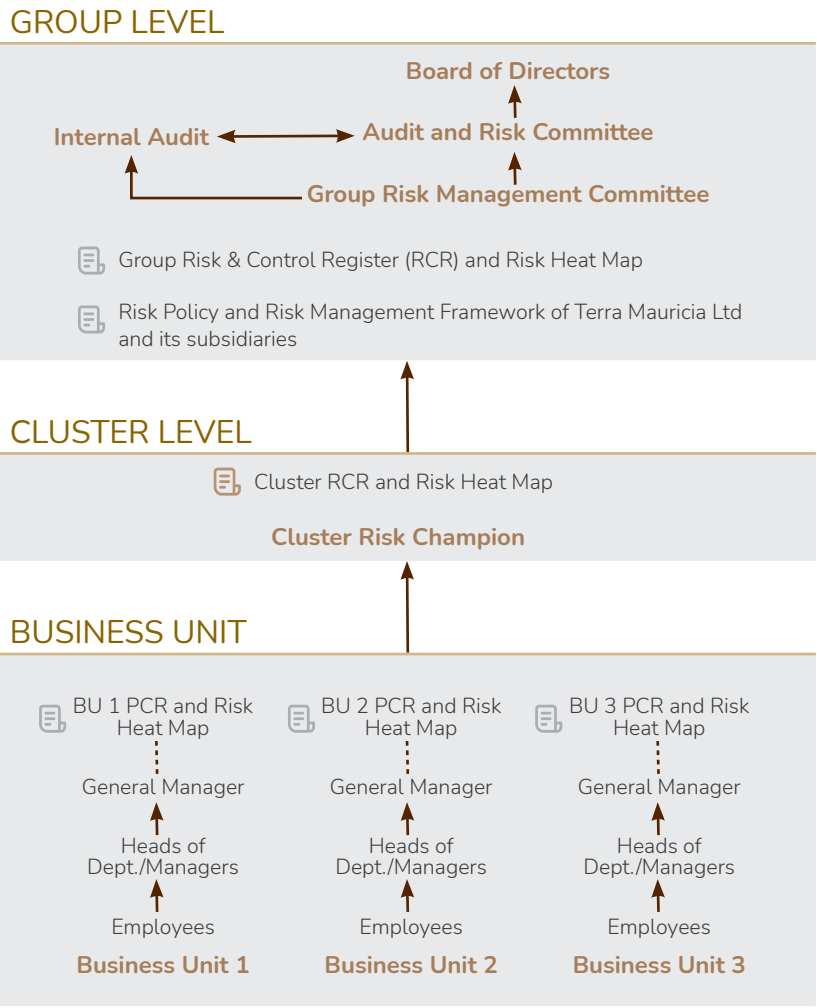 GROUP LEVEL
Board of Directors
Internal Audit
Audit and Risk Committee
Group Risk Management Committee
Group Risk & Control Register (RCR) and Risk Heat Map
Risk Policy and Risk Management Framework of Terra Mauricia Ltd
and its subsidiaries
CLUSTER LEVEL
Cluster RCR and Risk Heat Map
Cluster Risk Champion
BUSINESS UNIT
BU 1 PCR and Risk
Heat Map
General Manager
Heads of
Dept./Managers
Employees
Business Unit 1
BU 2 PCR and Risk
Heat Map
General Manager
Heads of
Dept./Managers
Employees
Business Unit 2
BU 3 PCR and Risk
Heat Map
General Manager
Heads of
Dept./Managers
Employees
Business Unit 3